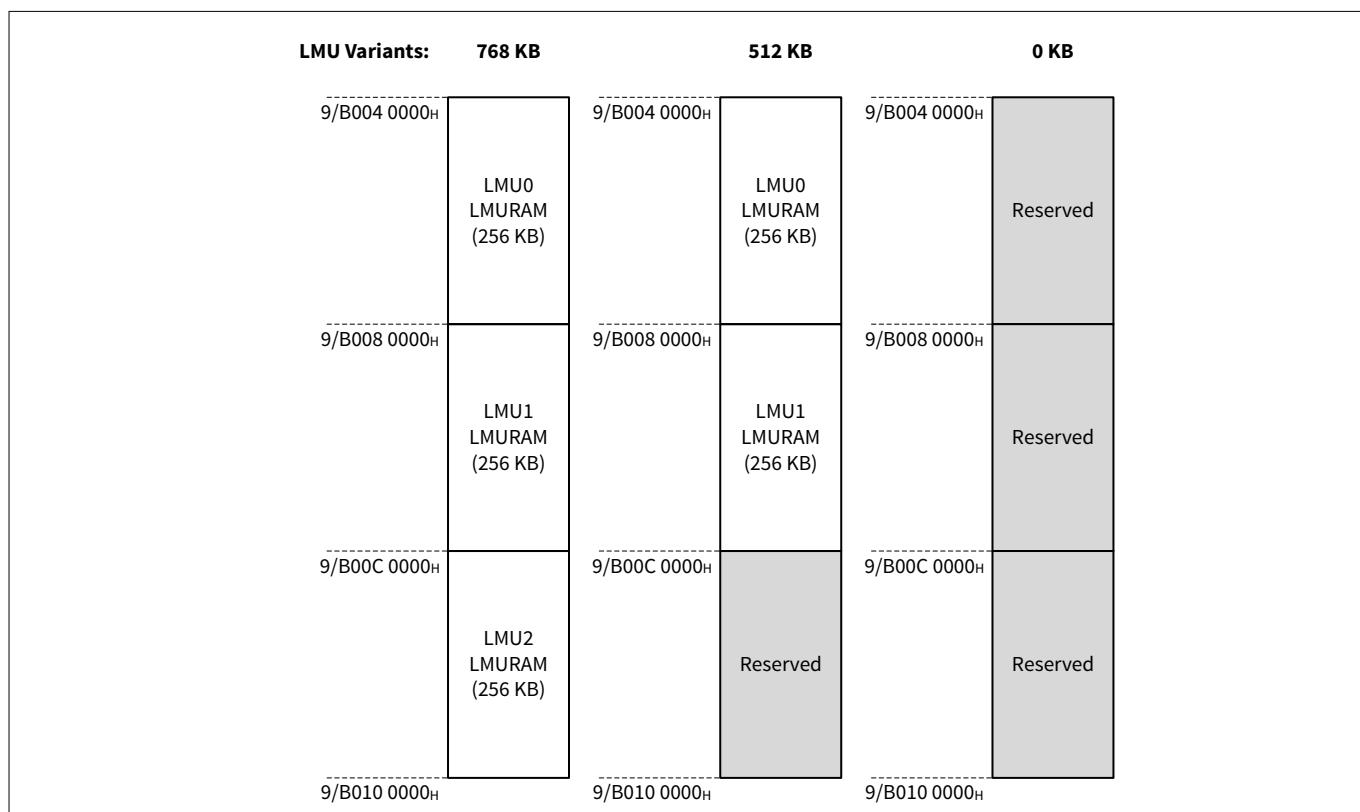 LMU Variants: 768 KB 512 KB 0 KB
9/B004 0000H 9/B004 0000H 9/B004 0000H
LMU0 LMU0
LMURAM LMURAM Reserved
(256 KB) (256 KB)
9/B008 0000H 9/B008 0000H 9/B008 0000H
LMU1 LMU1
LMURAM LMURAM Reserved
(256 KB) (256 KB)
9/B00C 0000H 9/B00C 0000H 9/B00C 0000H
LMU2
LMURAM Reserved Reserved
(256 KB)
9/B010 0000H 9/B010 0000H 9/B010 0000H